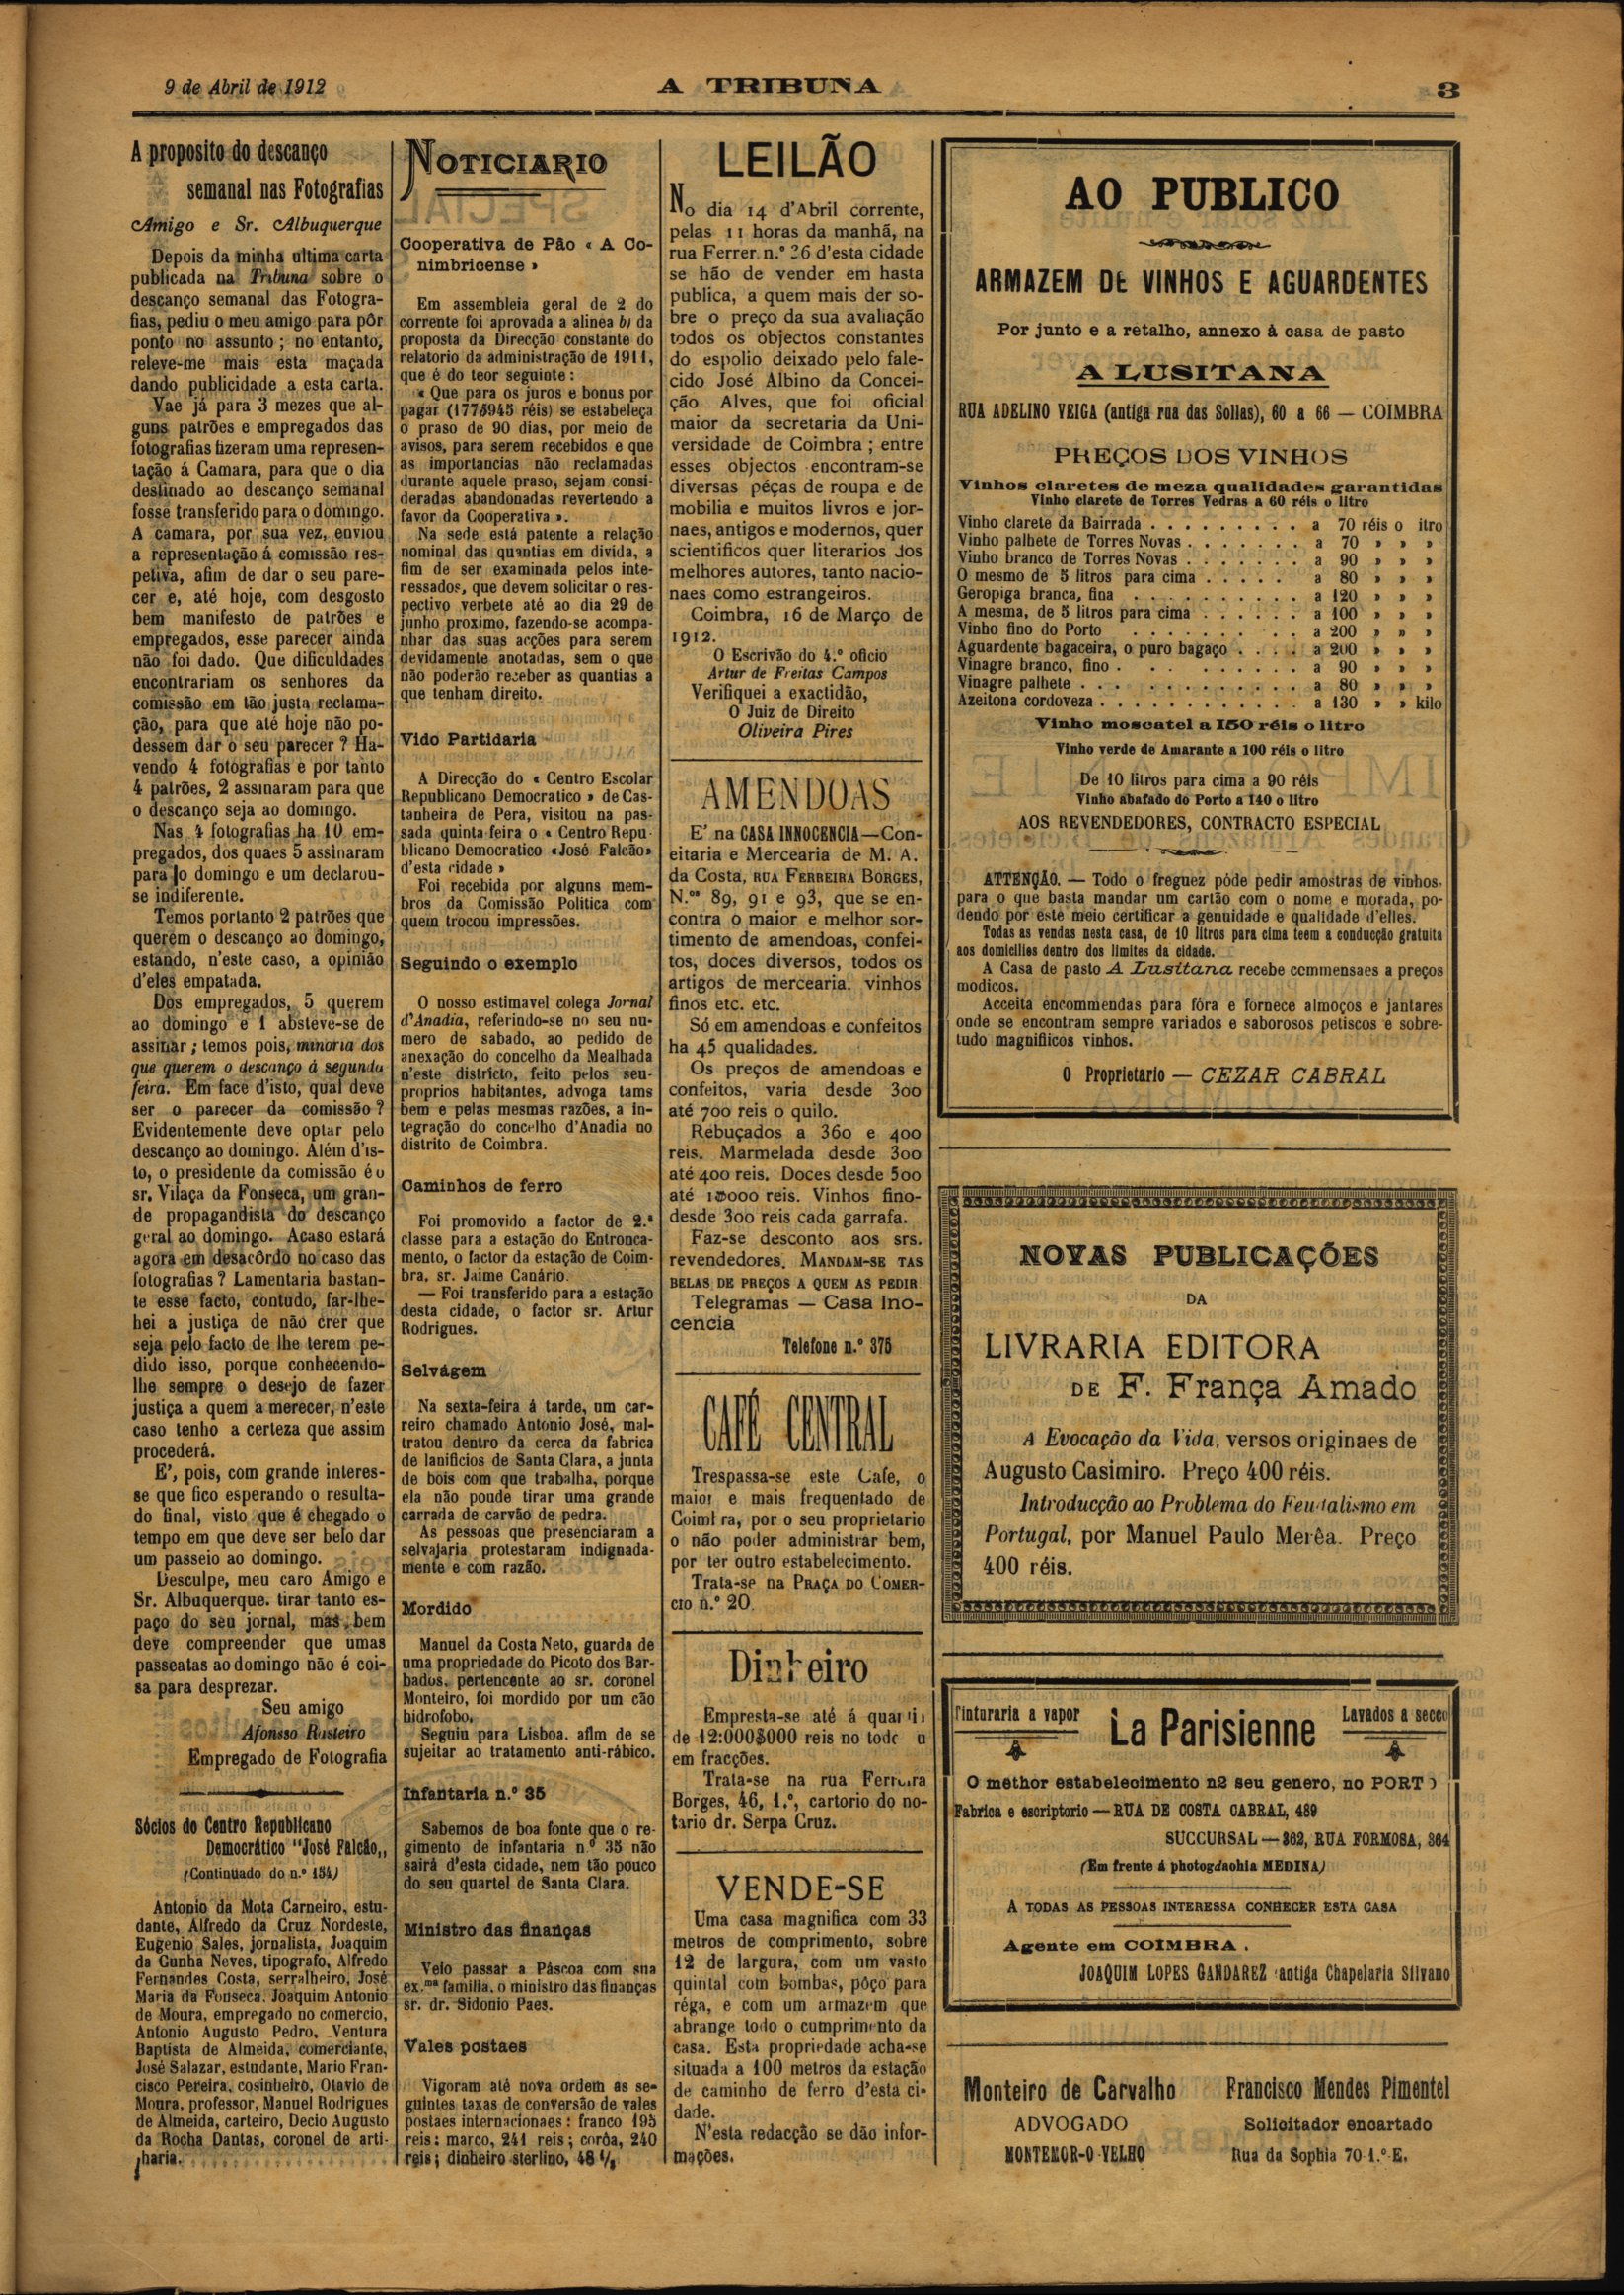 9 de Abril de 1912
A TRIBUNA
3
A proposito do descanço
semanal nas Fotografias
Amigo e Sr. Albuquerque
Depois da minha ultima carta
publicada na Tribuna sobre o
descanço semanal das Fotogra-
fias, pediu o meu amigo para pôr
ponto no assunto ; no entanto,
releve-me mais esta maçada
dando publicidade a esta carta.
Vae já para 3 mezes que al-
guns patrões e empregados das
fotografias fizeram uma represen-
tação á Camara, para que o dia
destinado ao descanço semanal
fosse transferido para o domingo.
A camara, por sua vez, enviou
a representação á comissão res-
petiva, afim de dar o seu pare-
cer e, até hoje, com desgosto
bem manifesto de patrões e
empregados, esse parecer ainda
não foi dado. Que dificuldades
encontrariam os senhores da
comissão em tão justa reclama-
ção, para que até hoje não po-
dessem dar o seu parecer ? Ha-
vendo 4 fotografias e por tanto
4 patrões, 2 assinaram para que
o descanço seja ao domingo.
Nas 4 fotografias ha 10 em-
pregados, dos quaes 5 assinaram
para o domingo e um declarou-
se indiferente.
Temos portanto 2 patrões que
querem o descanço ao domingo,
estando, n'este caso, a opinião
d'eles empatada.
Dos empregados, 5 querem
ao domingo e 1 absteve-se de
assinar ; temos pois, minoria dos
que querem o descanço á segunda
feira. Em face d'isto, qual deve
ser o parecer da comissão ?
Evidentemente deve optar pelo
descanço ao domingo. Além d'is-
to, o presidente da comissão é o
sr. Vilaça da Fonseca, um gran-
de propagandista do descanço
geral ao domingo. Acaso estará
agora em desacôrdo no caso das
fotografias ? Lamentaria bastan-
te esse facto, contudo, far-lhe-
hei a justiça de não crer que
seja pelo facto de lhe terem pe-
dido isso, porque conhecendo-
lhe sempre o desejo de fazer
justiça a quem a merecer, n'este
caso tenho a certeza que assim
procederá.
E', pois, com grande interes-
se que fico esperando o resulta-
do final, visto que é chegado o
tempo em que deve ser belo dar
um passeio ao domingo.
Desculpe, meu caro Amigo e
Sr. Albuquerque. tirar tanto es-
paço do seu jornal, mas, bem
deve compreender que umas
passeatas ao domingo não é coi-
sa para desprezar.
Seu amigo
Afonsso Rasteiro
Empregado de Fotografia
Sócios do Centro Republicano
Democrático "José Falcão,,
(Continuado do n.º 134)
Antonio da Mota Carneiro, estu-
dante, Alfredo da Cruz Nordeste,
Eugenio Sales, jornalista, Joaquim
da Cunha Neves, tipografo, Alfredo
Fernandes Costa, serralheiro, José
Maria da Fonseca, Joaquim Antonio
de Moura, empregado no comercio,
Antonio Augusto Pedro, Ventura
Baptista de Almeida, comerciante,
José Salazar, estudante, Mario Fran-
cisco Pereira, cosinheiro, Otavio de
Moura, professor, Manuel Rodrigues
de Almeida, carteiro, Decio Augusto
da Rocha Dantas, coronel de arti-
lharia.
NOTICIARIO
Cooperativa de Pão « A Co-
nimbricense »
Em assembleia geral de 2 do
corrente foi aprovada a alinea b) da
proposta da Direcção constante do
relatorio da administração de 1911,
que é do teor seguinte :
« Que para os juros e bonus por
pagar (177$945 réis) se estabeleça
o praso de 90 dias, por meio de
avisos, para serem recebidos e que
as importancias não reclamadas
durante aquele praso, sejam consi-
deradas abandonadas revertendo a
favor da Cooperativa ».
Na sede está patente a relação
nominal das quantias em divida, a
fim de ser examinada pelos inte-
ressados, que devem solicitar o res-
pectivo verbete até ao dia 29 de
junho proximo, fazendo-se acompa-
nhar das suas acções para serem
devidamente anotadas, sem o que
não poderão receber as quantias a
que tenham direito.
Vido Partidaria
A Direcção do « Centro Escolar
Republicano Democratico » de Cas-
tanheira de Pera, visitou na pas-
sada quinta-feira o « Centro Repu-
blicano Democratico «José Falcão»
d'esta cidade »
Foi recebida por alguns mem-
bros da Comissão Politica com
quem trocou impressões.
Seguindo o exemplo
O nosso estimavel colega Jornal
d'Anadia, referindo-se no seu nu-
mero de sabado, ao pedido de
anexação do concelho da Mealhada
n'este districto, feito pelos seu-
proprios habitantes, advoga tams
bem e pelas mesmas razões, a in-
tegração do concelho d'Anadia no
distrito de Coimbra.
Caminhos de ferro
Foi promovido a factor de 2.ª
classe para a estação do Entronca-
mento, o factor da estação de Coim-
bra, sr. Jaime Canário.
— Foi transferido para a estação
desta cidade, o factor sr. Artur
Rodrigues.
Selvágem
Na sexta-feira á tarde, um car-
reiro chamado Antonio José, mal-
tratou dentro da cerca da fabrica
de lanificios de Santa Clara, a junta
de bois com que trabalha, porque
ela não poude tirar uma grande
carrada de carvão de pedra.
As pessoas que presenciaram a
selvajaria protestaram indignada-
mente e com razão.
Mordido
Manuel da Costa Neto, guarda de
uma propriedade do Picoto dos Bar-
bados, pertencente ao sr. coronel
Monteiro, foi mordido por um cão
hidrofobo.
Seguiu para Lisboa. afim de se
sujeitar ao tratamento anti-rábico.
Infantaria n.º 35
Sabemos de boa fonte que o re-
gimento de infantaria n.º 35 não
sairá d'esta cidade, nem tão pouco
do seu quartel de Santa Clara.
Ministro das finanças
Veio passar a Páscoa com sua
ex.ma familia, o ministro das finanças
sr. dr. Sidonio Paes.
Vales postaes
Vigoram até nova ordem as se-
guintes taxas de conversão de vales
postaes internacionaes : franco 195
reis : marco, 241 reis ; corôa, 240
reis ; dinheiro sterlino, 48
LEILÃO
No dia 14 d'Abril corrente,
pelas 11 horas da manhã, na
rua Ferrer n.º 36 d'esta cidade
se hão de vender em hasta
publica, a quem mais der so-
bre o preço da sua avaliação
todos os objectos constantes
do espolio deixado pelo fale-
cido José Albino da Concei-
ção Alves, que foi oficial
maior da secretaria da Uni-
versidade de Coimbra ; entre
esses objectos encontram-se
diversas péças de roupa e de
mobilia e muitos livros e jor-
naes, antigos e modernos, quer
scientificos quer literarios dos
melhores autores, tanto nacio-
naes como estrangeiros.
Coimbra, 16 de Março de
1912.
O Escrivão do 4.º oficio
Artur de Freitas Campos
Verifiquei a exactidão,
O Juiz de Direito
Oliveira Pires
AMENDOAS
E' na CASA INNOCENCIA—Con-
eitaria e Mercearia de M. A.
da Costa, RUA FERREIRA BORGES,
N.os 89, 91 e 93, que se en-
contra o maior e melhor sor-
timento de amendoas, confei-
tos, doces diversos, todos os
artigos de mercearia. vinhos
finos etc. etc.
Só em amendoas e confeitos
ha 45 qualidades.
Os preços de amendoas e
confeitos, varia desde 300
até 700 reis o quilo.
Rebuçados a 360 e 400
reis. Marmelada desde 300
até 400 reis. Doces desde 500
até 1$000 reis. Vinhos fino-
desde 300 reis cada garrafa.
Faz-se desconto aos srs.
revendedores. MANDAM-SE TAS
BELAS DE PREÇOS A QUEM AS PEDIR
Telegramas — Casa Ino-
cencia
Telefone n.º 375
CAFÉ CENTRAL
Trespassa-se este Cafe, o
maior e mais frequentado de
Coimbra, por o seu proprietario
o não poder administrar bem,
por ter outro estabelecimento.
Trata-se na PRAÇA DO COMER-
CIO n.º 20.
Dinheiro
Empresta-se até á quantia
de 12:000$000 reis no todo ou
em fracções.
Trata-se na rua Ferreira
Borges, 46, 1.º, cartorio do no-
tario dr. Serpa Cruz.
VENDE-SE
Uma casa magnifica com 33
metros de comprimento, sobre
12 de largura, com um vasto
quintal com bombas, pôço para
réga, e com um armazem que
abrange todo o cumprimento da
casa. Esta propriedade acha-se
situada a 100 metros da estação
de caminho de ferro d'esta ci-
dade.
N'esta redacção se dão infor-
mações.
AO PUBLICO
ARMAZEM DE VINHOS E AGUARDENTES
Por junto e a retalho, annexo á casa de pasto
A LUSITANA
RUA ADELINO VEIGA (antiga rua das Sollas), 60 a 66 — COIMBRA
PREÇOS DOS VINHOS
Vinhos claretes de meza qualidades garantidas
Vinho clarete de Torres Vedras a 60 réis o litro
Vinho clarete da Bairrada . . . . . . . . . a 70 réis o itro
Vinho palhete de Torres Novas . . . . . . . a 70 » » »
Vinho branco de Torres Novas . . . . . . . a 90 » » »
O mesmo de 5 litros para cima . . . . . a 80 » » »
Geropiga branca, fina . . . . . . . . . . a 120 » » »
A mesma, de 5 litros para cima . . . . . . a 100 » » »
Vinho fino do Porto . . . . . . . . . a 200 » » »
Aguardente bagaceira, o puro bagaço . . . . a 200 » » »
Vinagre branco, fino . . . . . . . . . a 90 » » »
Vinagre palhete . . . . . . . . . . . . a 80 » » »
Azeitona cordoveza . . . . . . . . . . . . a 130 » » kilo
Vinho moscatel a 150 réis o litro
Vinho verde de Amarante a 100 réis o litro
De 10 litros para cima a 90 réis
Vinho abafado do Porto a 140 o litro
AOS REVENDEDORES, CONTRACTO ESPECIAL
ATTENÇÃO. — Todo o freguez póde pedir amostras de vinhos,
para o que basta mandar um cartão com o nome e morada, po-
dendo por este meio certificar a genuidade e qualidade d'elles.
Todas as vendas nesta casa, de 10 litros para cima teem a conducção gratuita
aos domicilios dentro dos limites da cidade.
A Casa de pasto A Lusitana recebe commensaes a preços
modicos.
Acceita encommendas para fóra e fornece almoços e jantares
onde se encontram sempre variados e saborosos petiscos e sobre-
tudo magnificos vinhos.
O Proprietario — CEZAR CABRAL
NOVAS PUBLICAÇÕES
DA
LIVRARIA EDITORA
DE F. França Amado
A Evocação da Vida, versos originaes de
Augusto Casimiro. Preço 400 réis.
Introducção ao Problema do Feudalismo em
Portugal, por Manuel Paulo Merêa. Preço
400 réis.
Tinturaria a vapor
La Parisienne
Lavados a secco
O methor estabelecimento n2 seu genero, no PORTO
Fabrica e escriptorio — RUA DE COSTA CABRAL, 489
SUCCURSAL — 362, RUA FORMOSA, 364
(Em frente á photogdaohia MEDINA)
A TODAS AS PESSOAS INTERESSA CONHECER ESTA CASA
Agente em COIMBRA .
JOAQUIM LOPES GANDAREZ antiga Chapelaria Silvano
Monteiro de Carvalho
ADVOGADO
MONTEMOR-O-VELHO
Francisco Mendes Pimentel
Solicitador encartado
Rua da Sophia 70-1.º-E.